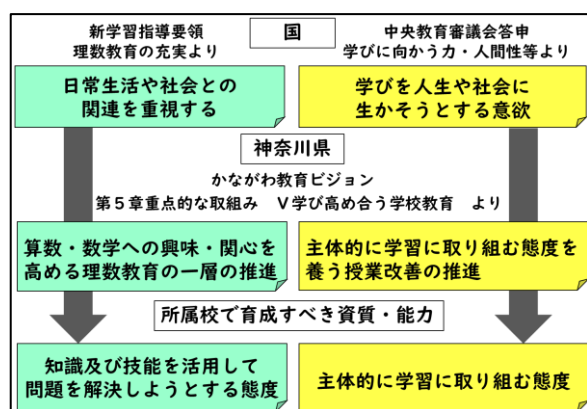 国
新学習指導要領
理数教育の充実より
中央教育審議会答申
学びに向かう力・人間性等より
日常生活や社会との
関連を重視する
学びを人生や社会に
生かそうとする意欲
神奈川県
かながわ教育ビジョン
第５章重点的な取組み　Ⅴ学び高め合う学校教育　より
算数・数学への興味・関心を
高める理数教育の一層の推進
主体的に学習に取り組む態度を
養う授業改善の推進
所属校で育成すべき資質・能力
知識及び技能を活用して
問題を解決しようとする態度
主体的に学習に取り組む態度